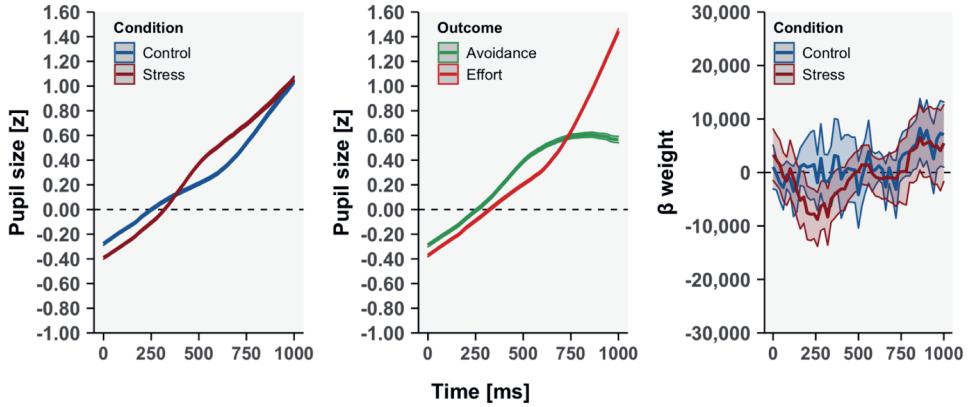 Condition
Control
Stress
Pupil size [z]
1.60
1.40
1.20
1.00
0.80
0.60
0.40
0.20
0.00
-0.20
-0.40
-0.60
-0.80
-1.00
0 250 500 750 1000
Outcome
Avoidance
Effort
Pupil size [z]
1.60
1.40
1.20
1.00
0.80
0.60
0.40
0.20
0.00
-0.20
-0.40
-0.60
-0.80
-1.00
0 250 500 750 1000
Condition
Control
Stress
β weight
30,000
20,000
10,000
0
-10,000
-20,000
-30,000
0 250 500 750 1000
Time [ms]